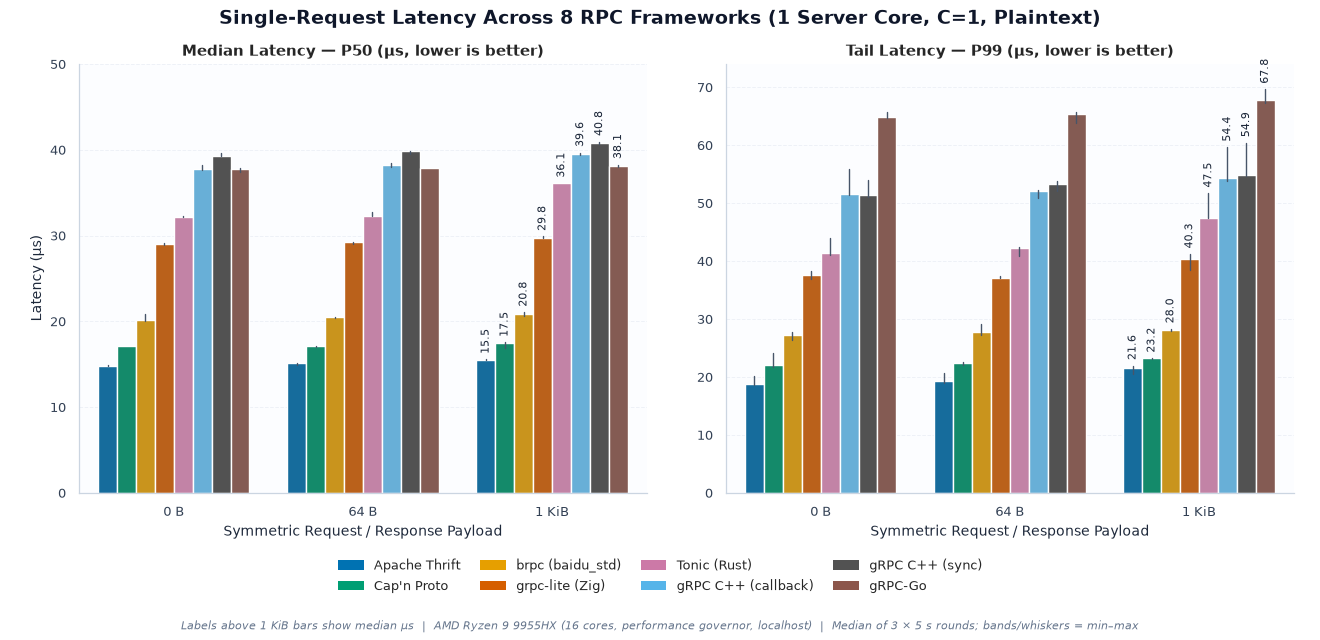 Single-Request Latency Across 8 RPC Frameworks (1 Server Core, C=1, Plaintext)
Median Latency — P50 (µs, lower is better)
Latency (µs)
50
40
30
20
10
0
15.5
17.5
20.8
29.8
36.1
39.6
40.8
38.1
0 B
64 B
1 KiB
Symmetric Request / Response Payload
Tail Latency — P99 (µs, lower is better)
70
60
50
40
30
20
10
0
21.6
23.2
28.0
40.3
47.5
54.4
54.9
67.8
0 B
64 B
1 KiB
Symmetric Request / Response Payload
Apache Thrift
Cap'n Proto
brpc (baidu_std)
grpc-lite (Zig)
Tonic (Rust)
gRPC C++ (callback)
gRPC C++ (sync)
gRPC-Go
Labels above 1 KiB bars show median µs | AMD Ryzen 9 9955HX (16 cores, performance governor, localhost) | Median of 3 × 5 s rounds; bands/whiskers = min–max